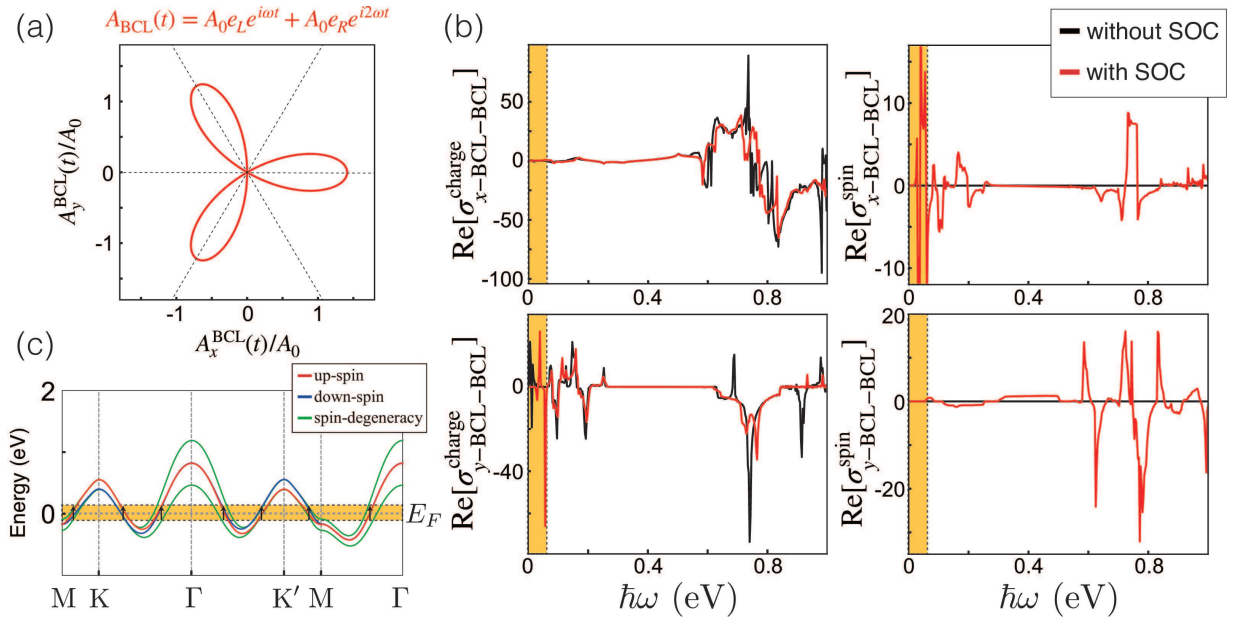 (a)
A_BCL(t) = A_0 e_L e^{iωt} + A_0 e_R e^{i2ωt}
A_y^BCL(t)/A_0
1
0
-1
-1 0 1
A_x^BCL(t)/A_0
(b)
without SOC
with SOC
Re[σ^charge_{x-BCL-BCL}]
50
0
-50
-100
0 0.4 0.8
Re[σ^spin_{x-BCL-BCL}]
10
0
-10
0 0.4 0.8
Re[σ^charge_{y-BCL-BCL}]
0
-40
0 0.4 0.8
ħω (eV)
Re[σ^spin_{y-BCL-BCL}]
20
0
-20
0 0.4 0.8
ħω (eV)
(c)
up-spin
down-spin
spin-degeneracy
Energy (eV)
2
0
-2
E_F
M K Γ K′ M Γ